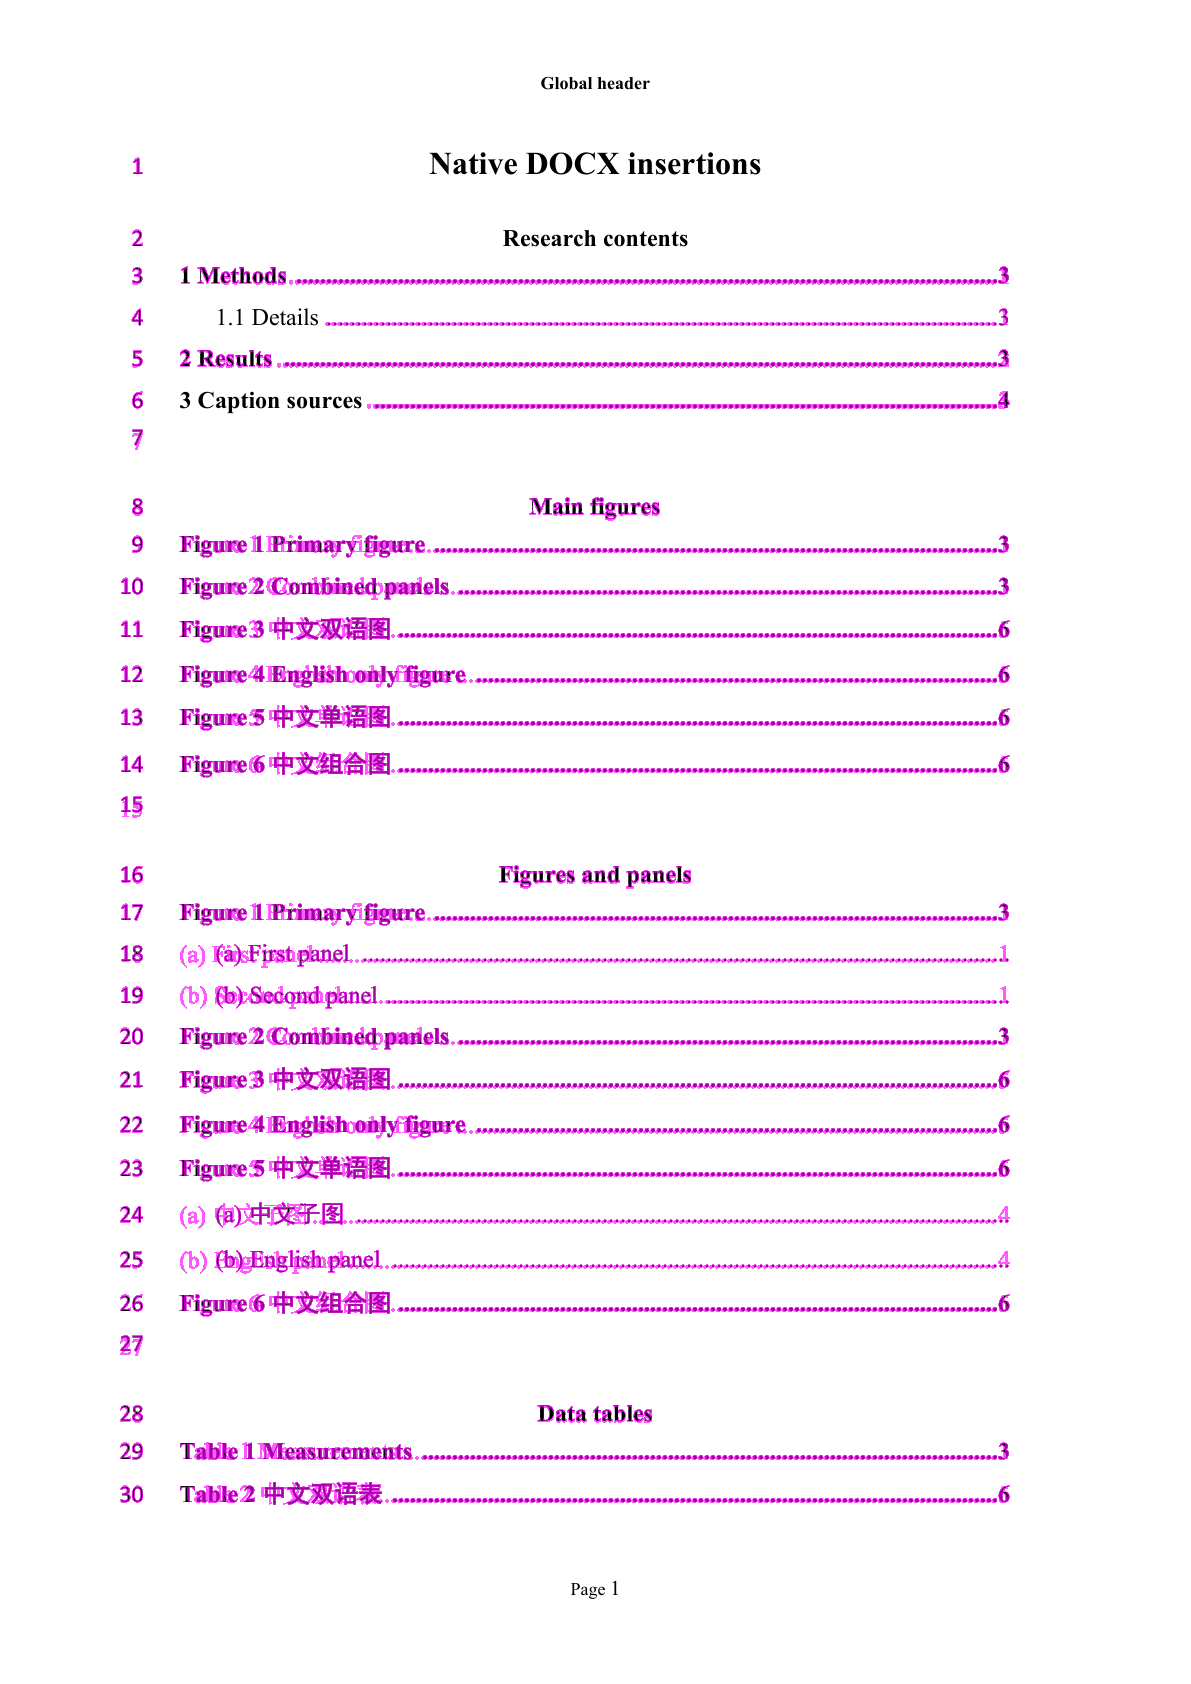 Global header
1 Native DOCX insertions
2 Research contents
3 1 Methods 3
4 1.1 Details 3
5 2 Results 3
6 3 Caption sources 4
7
8 Main figures
9 Figure 1 Primary figure 3
10 Figure 2 Combined panels 3
11 Figure 3 中文双语图 6
12 Figure 4 English only figure 6
13 Figure 5 中文单语图 6
14 Figure 6 中文组合图 6
15
16 Figures and panels
17 Figure 1 Primary figure 3
18 (a) First panel 1
19 (b) Second panel 1
20 Figure 2 Combined panels 3
21 Figure 3 中文双语图 6
22 Figure 4 English only figure 6
23 Figure 5 中文单语图 6
24 (a) 中文子图 4
25 (b) English panel 4
26 Figure 6 中文组合图 6
27
28 Data tables
29 Table 1 Measurements 3
30 Table 2 中文双语表 6
Page 1